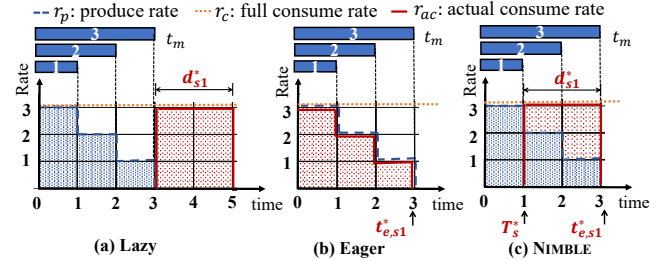 r_p: produce rate r_c: full consume rate r_ac: actual consume rate
3 t_m
2
1
Rate
d*_s1
3
2
1
0 1 2 3 4 5 time
(a) Lazy
3 t_m
2
1
Rate
3
2
1
0 1 2 3 time
t*_e,s1
(b) Eager
3 t_m
2
1
Rate
d*_s1
3
2
1
0 1 2 3 time
T*_s t*_e,s1
(c) NIMBLE